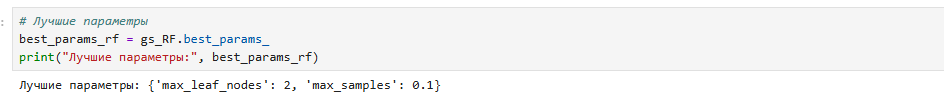 :
# Лучшие параметры
best_params_rf = gs_RF.best_params_
print("Лучшие параметры:", best_params_rf)
Лучшие параметры: {'max_leaf_nodes': 2, 'max_samples': 0.1}